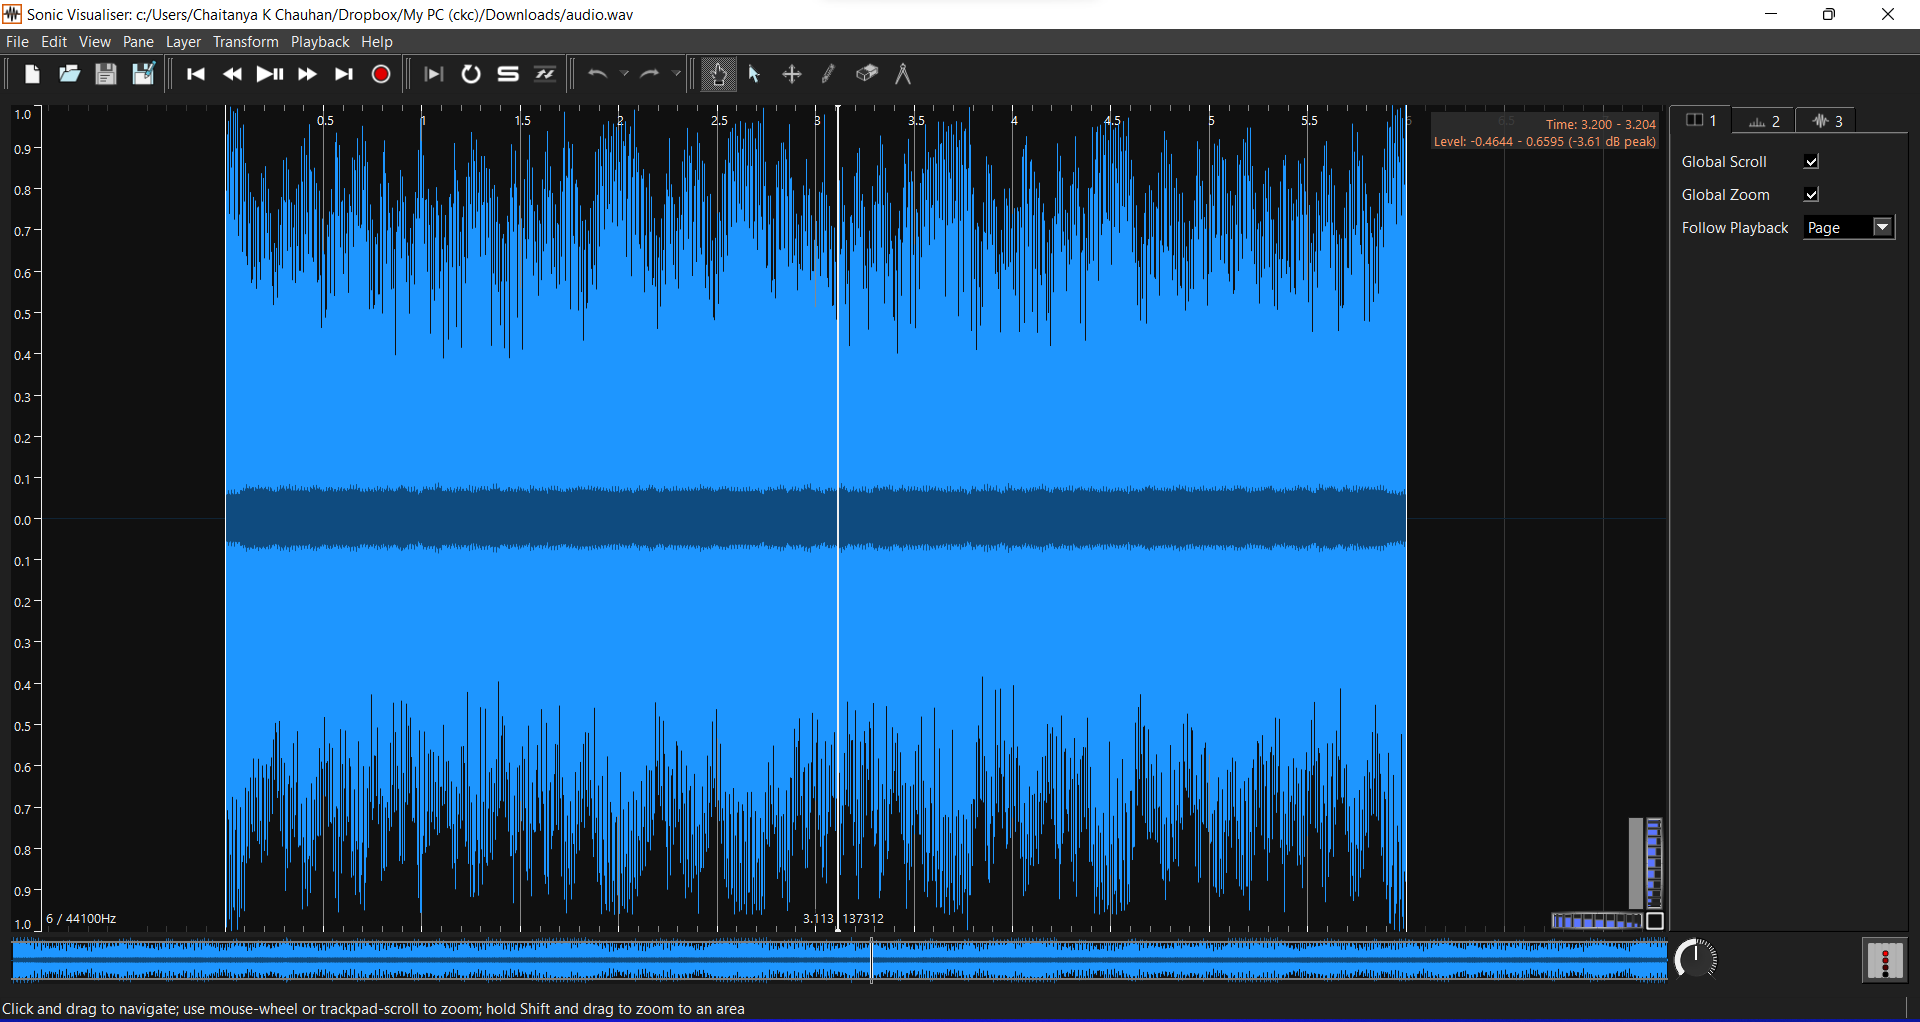 Sonic Visualiser: c:/Users/Chaitanya K Chauhan/Dropbox/My PC (ckc)/Downloads/audio.wav
File Edit View Pane Layer Transform Playback Help
0.5 1 1.5 2 2.5 3 3.5 4 4.5 5 5.5 6 6.5
Time: 3.200 - 3.204
Level: -0.4644 - 0.6595 (-3.61 dB peak)
1.0
0.9
0.8
0.7
0.6
0.5
0.4
0.3
0.2
0.1
0.0
0.1
0.2
0.3
0.4
0.5
0.6
0.7
0.8
0.9
1.0
6 / 44100Hz
3.113 137312
1 2 3
Global Scroll
Global Zoom
Follow Playback Page
Click and drag to navigate; use mouse-wheel or trackpad-scroll to zoom; hold Shift and drag to zoom to an area